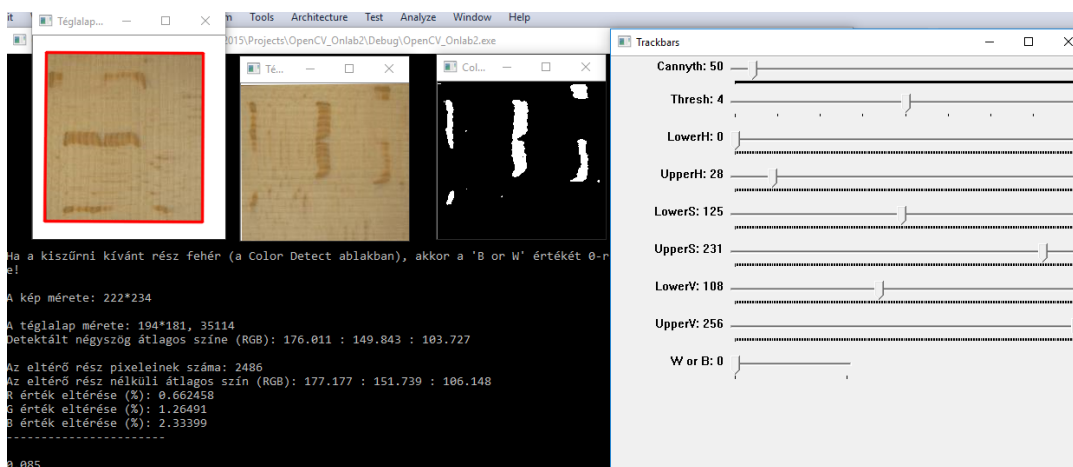 it
m Tools Architecture Test Analyze Window Help
Téglalap...
2015\Projects\OpenCV_Onlab2\Debug\OpenCV_Onlab2.exe
Té...
Col...
Ha a kiszűrni kívánt rész fehér (a Color Detect ablakban), akkor a 'B or W' értékét 0-r
e!
A kép mérete: 222*234
A téglalap mérete: 194*181, 35114
Detektált négyszög átlagos színe (RGB): 176.011 : 149.843 : 103.727
Az eltérő rész pixeleinek száma: 2486
Az eltérő rész nélküli átlagos szín (RGB): 177.177 : 151.739 : 106.148
R érték eltérése (%): 0.662458
G érték eltérése (%): 1.26491
B érték eltérése (%): 2.33399
-----------------------
0.085
Trackbars
Cannyth: 50
Thresh: 4
LowerH: 0
UpperH: 28
LowerS: 125
UpperS: 231
LowerV: 108
UpperV: 256
W or B: 0